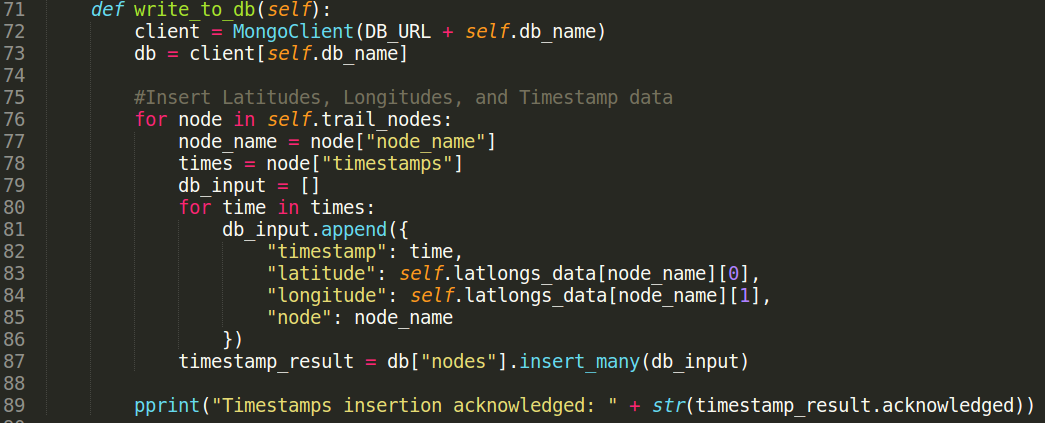 71 def write_to_db(self):
72 client = MongoClient(DB_URL + self.db_name)
73 db = client[self.db_name]
74
75 #Insert Latitudes, Longitudes, and Timestamp data
76 for node in self.trail_nodes:
77 node_name = node["node_name"]
78 times = node["timestamps"]
79 db_input = []
80 for time in times:
81 db_input.append({
82 "timestamp": time,
83 "latitude": self.latlongs_data[node_name][0],
84 "longitude": self.latlongs_data[node_name][1],
85 "node": node_name
86 })
87 timestamp_result = db["nodes"].insert_many(db_input)
88
89 pprint("Timestamps insertion acknowledged: " + str(timestamp_result.acknowledged))